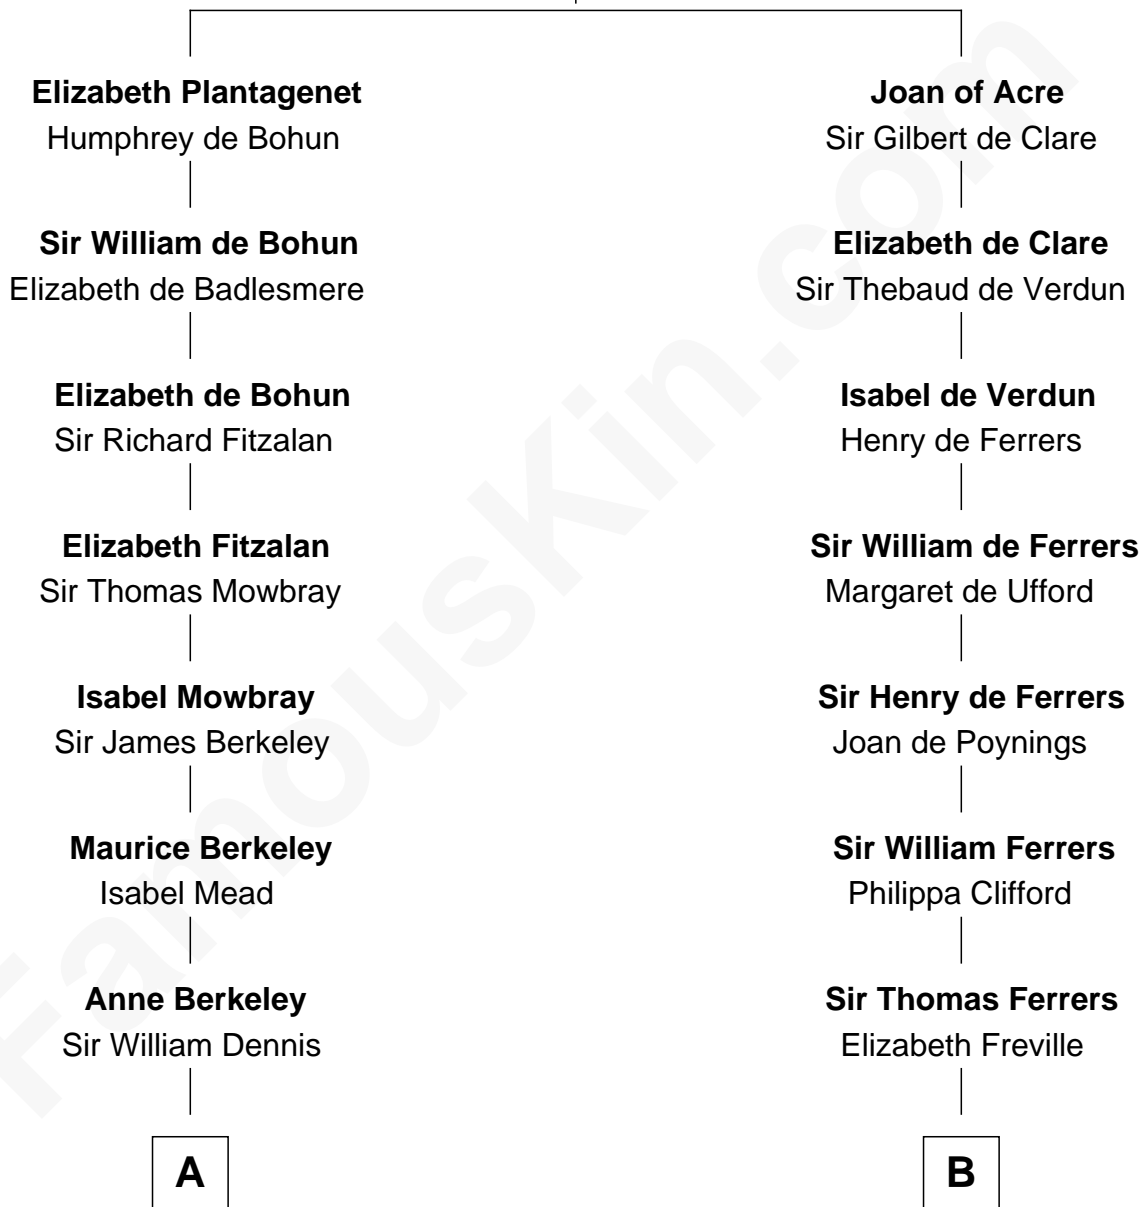 Elizabeth Plantagenet
Humphrey de Bohun
Sir William de Bohun
Elizabeth de Badlesmere
Elizabeth de Bohun
Sir Richard Fitzalan
Elizabeth Fitzalan
Sir Thomas Mowbray
Isabel Mowbray
Sir James Berkeley
Maurice Berkeley
Isabel Mead
Anne Berkeley
Sir William Dennis
A
Joan of Acre
Sir Gilbert de Clare
Elizabeth de Clare
Sir Thebaud de Verdun
Isabel de Verdun
Henry de Ferrers
Sir William de Ferrers
Margaret de Ufford
Sir Henry de Ferrers
Joan de Poynings
Sir William Ferrers
Philippa Clifford
Sir Thomas Ferrers
Elizabeth Freville
B
FamousKin.com